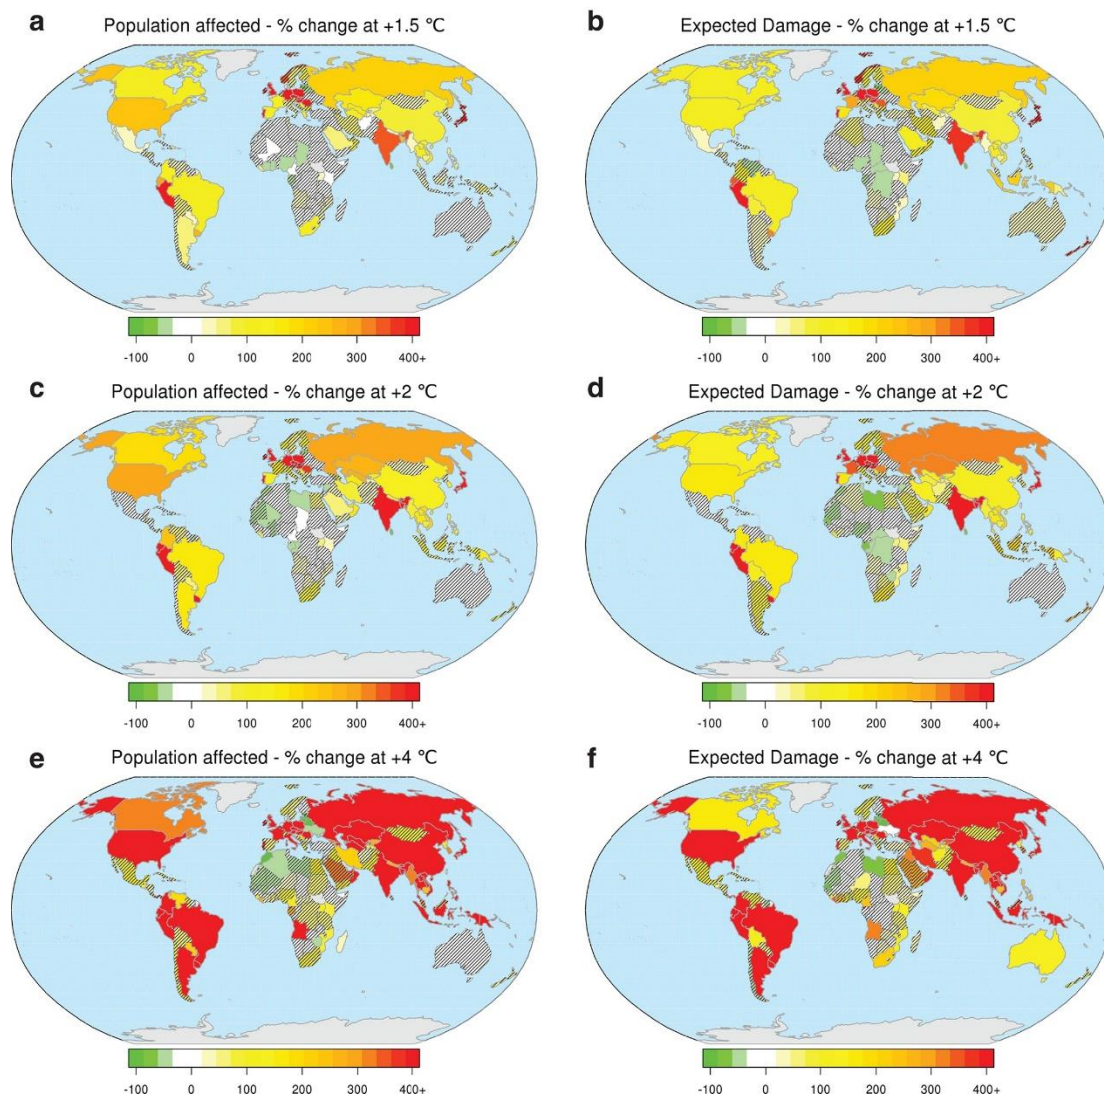 a Population affected - % change at +1.5 ℃
b Expected Damage - % change at +1.5 ℃
-100 0 100 200 300 400+
-100 0 100 200 300 400+
c Population affected - % change at +2 ℃
d Expected Damage - % change at +2 ℃
-100 0 100 200 300 400+
-100 0 100 200 300 400+
e Population affected - % change at +4 ℃
f Expected Damage - % change at +4 ℃
-100 0 100 200 300 400+
-100 0 100 200 300 400+